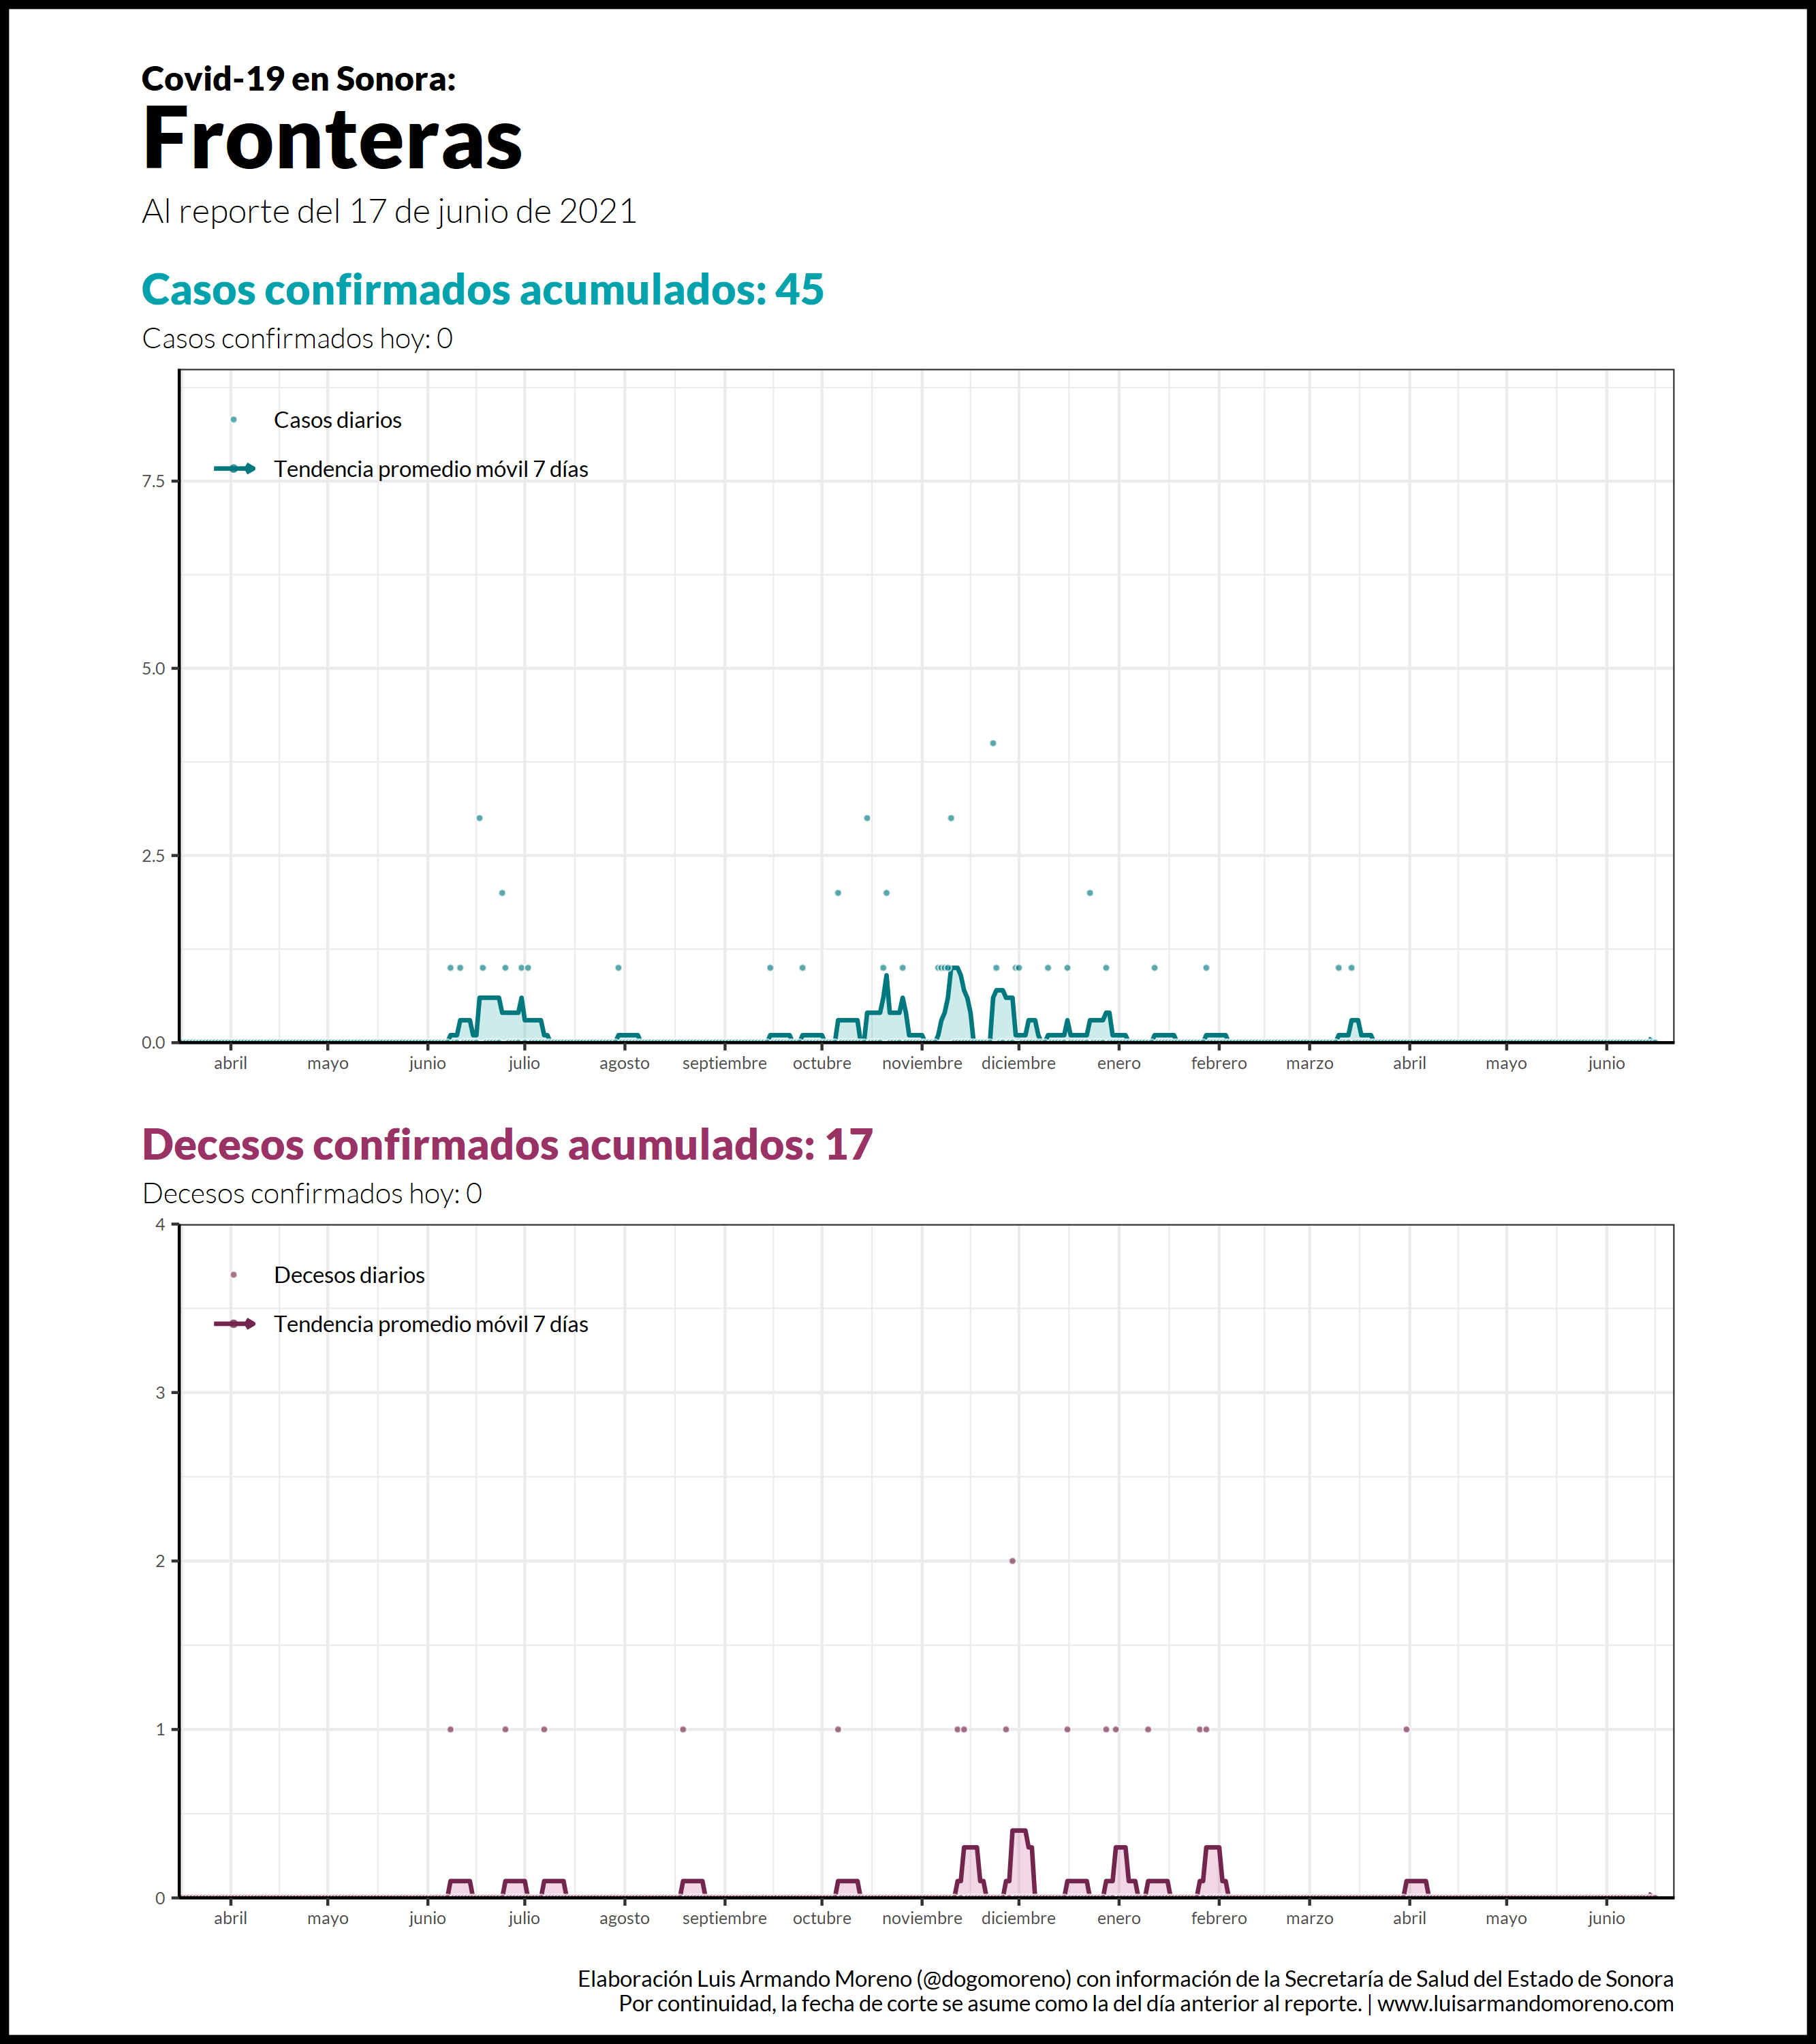 Covid-19 en Sonora:
Fronteras
Al reporte del 17 de junio de 2021
Casos confirmados acumulados: 45
Casos confirmados hoy: 0
Casos diarios
Tendencia promedio móvil 7 días
7.5
5.0
2.5
0.0
abril mayo junio julio agosto septiembre octubre noviembre diciembre enero febrero marzo abril mayo junio
Decesos confirmados acumulados: 17
Decesos confirmados hoy: 0
4
Decesos diarios
Tendencia promedio móvil 7 días
3
2
1
0
abril mayo junio julio agosto septiembre octubre noviembre diciembre enero febrero marzo abril mayo junio
Elaboración Luis Armando Moreno (@dogomoreno) con información de la Secretaría de Salud del Estado de Sonora
Por continuidad, la fecha de corte se asume como la del día anterior al reporte. | www.luisarmandomoreno.com